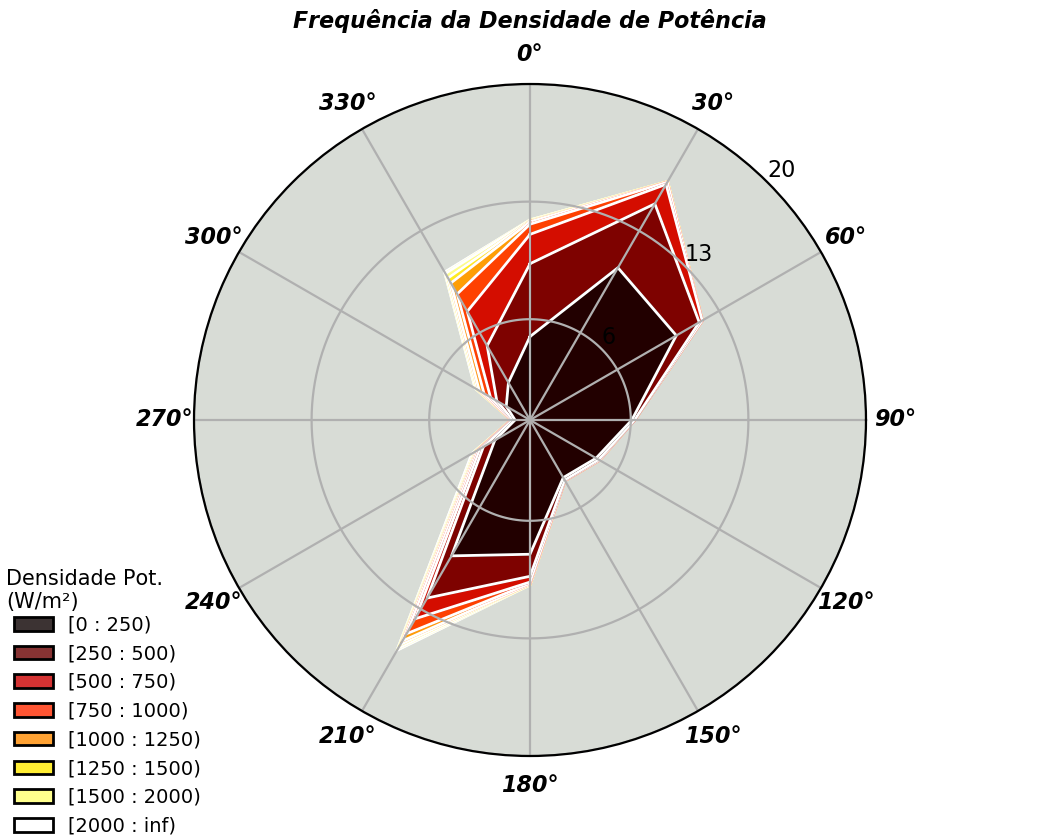 Frequência da Densidade de Potência
0°
330°
30°
20
300°
60°
13
6
270°
90°
Densidade Pot.
(W/m²)
240°
120°
[0 : 250)
[250 : 500)
[500 : 750)
[750 : 1000)
210°
150°
[1000 : 1250)
[1250 : 1500)
180°
[1500 : 2000)
[2000 : inf)